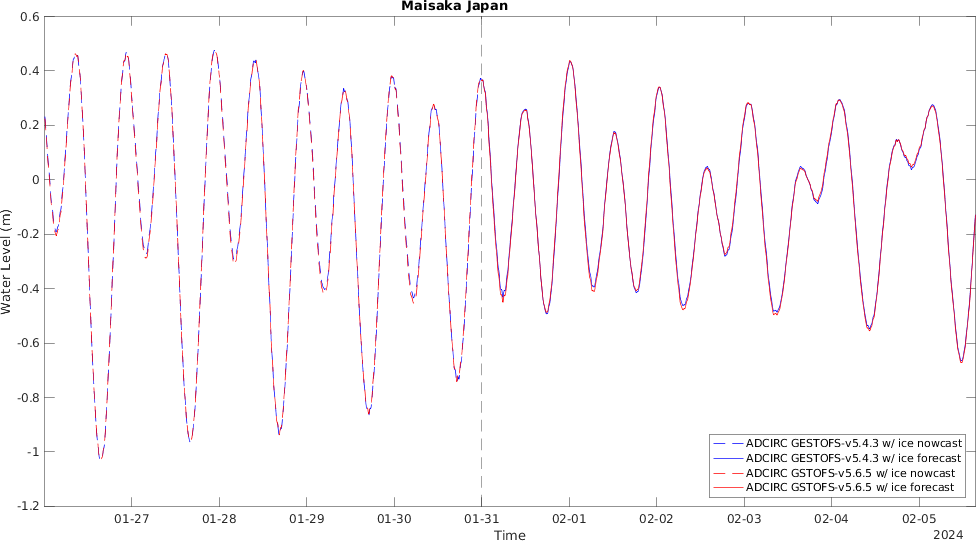 Maisaka Japan
0.6
0.4
0.2
0
-0.2
-0.4
-0.6
-0.8
-1
-1.2
Water Level (m)
ADCIRC GESTOFS-v5.4.3 w/ ice nowcast
ADCIRC GESTOFS-v5.4.3 w/ ice forecast
ADCIRC GSTOFS-v5.6.5 w/ ice nowcast
ADCIRC GSTOFS-v5.6.5 w/ ice forecast
01-27 01-28 01-29 01-30 01-31 02-01 02-02 02-03 02-04 02-05
Time
2024